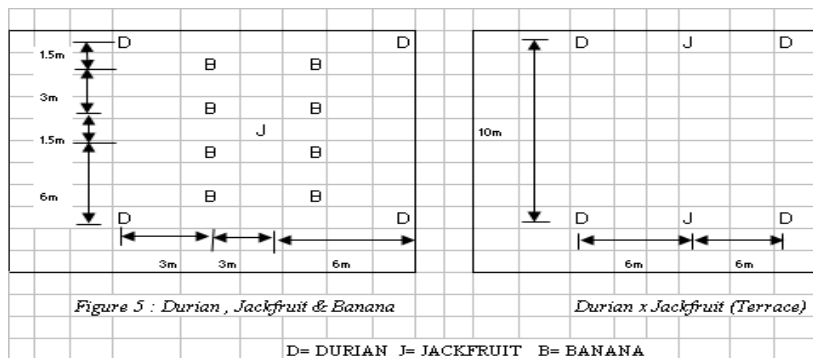 D D D J D
1.5m
B B
3m
B B
10m
1.5m
J
B B
6m
B B
D D D J D
3m 3m 6m 6m 6m
Figure 5 : Durian , Jackfruit & Banana Durian x Jackfruit (Terrace)
D= DURIAN J= JACKFRUIT B= BANANA